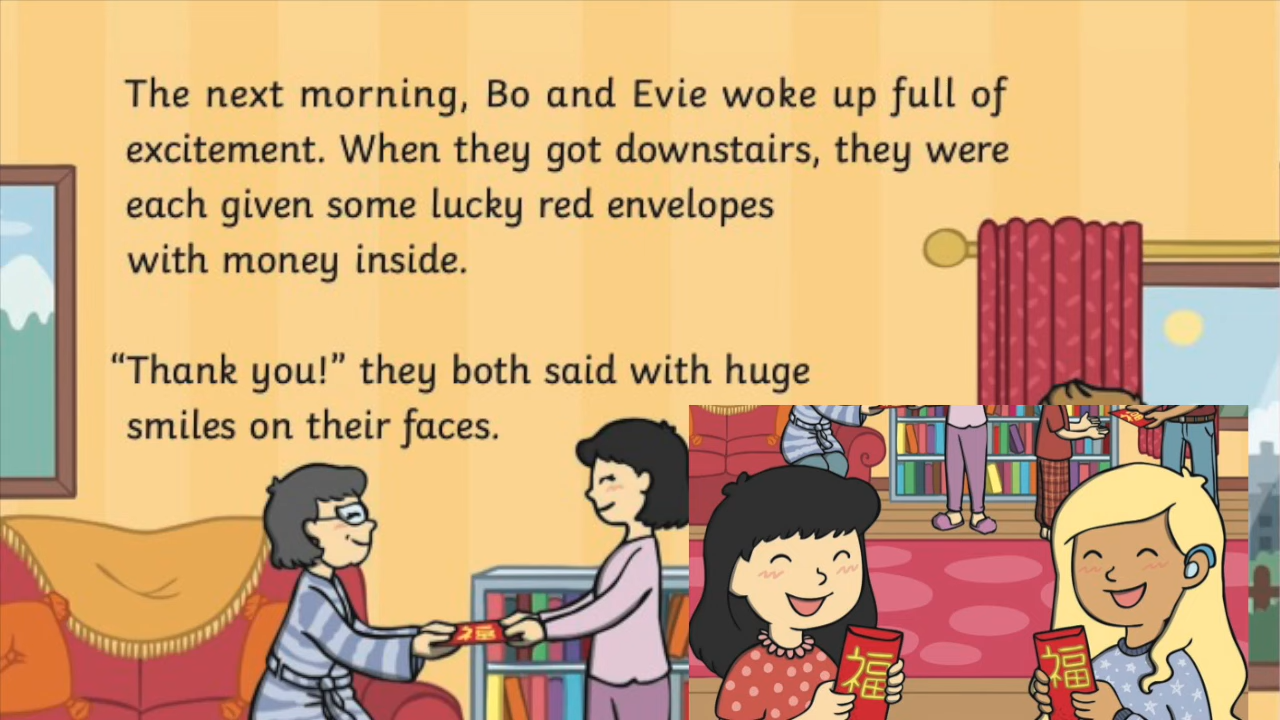 The next morning, Bo and Evie woke up full of
excitement. When they got downstairs, they were
each given some lucky red envelopes
with money inside.
“Thank you!” they both said with huge
smiles on their faces.
福
福
福